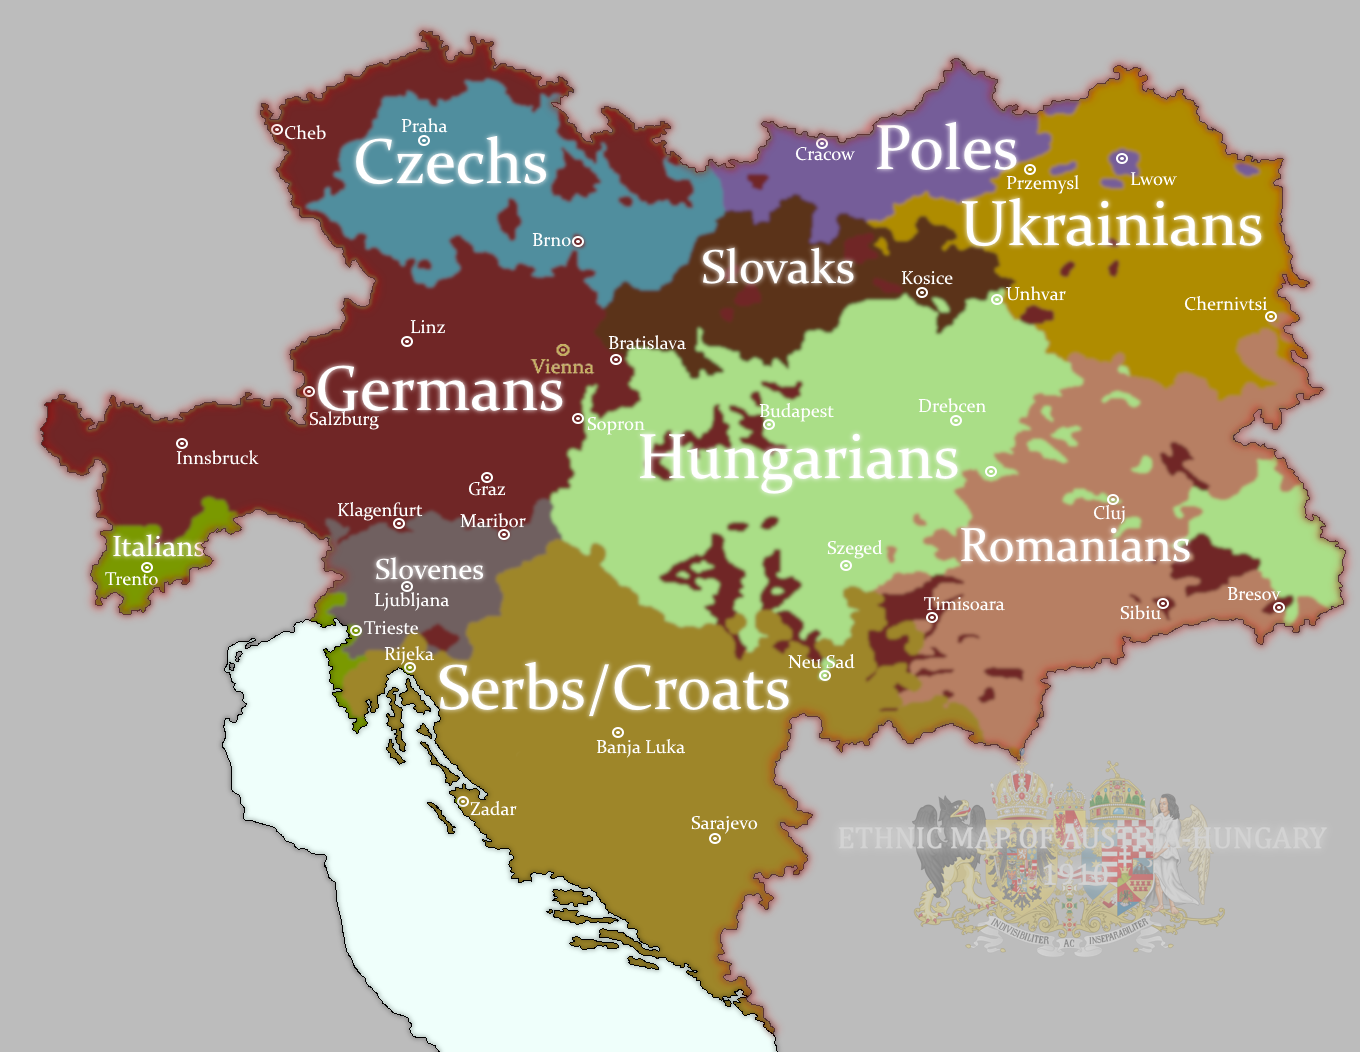 Praha
Cheb
Czechs
Cracow
Poles
Przemysl
Lwow
Ukrainians
Brno
Slovaks
Kosice
Unhvar
Chernivtsi
Linz
Bratislava
Vienna
Germans
Salzburg
Sopron
Budapest
Drebcen
Hungarians
Innsbruck
Graz
Klagenfurt
Maribor
Cluj
Italians
Trento
Slovenes
Ljubljana
Szeged
Romanians
Trieste
Timisoara
Sibiu
Bresov
Rijeka
Neu Sad
Serbs/Croats
Banja Luka
Zadar
Sarajevo
ETHNIC MAP OF AUSTRIA-HUNGARY
1910
INDIVISIBILITER AC INSEPARABILITER